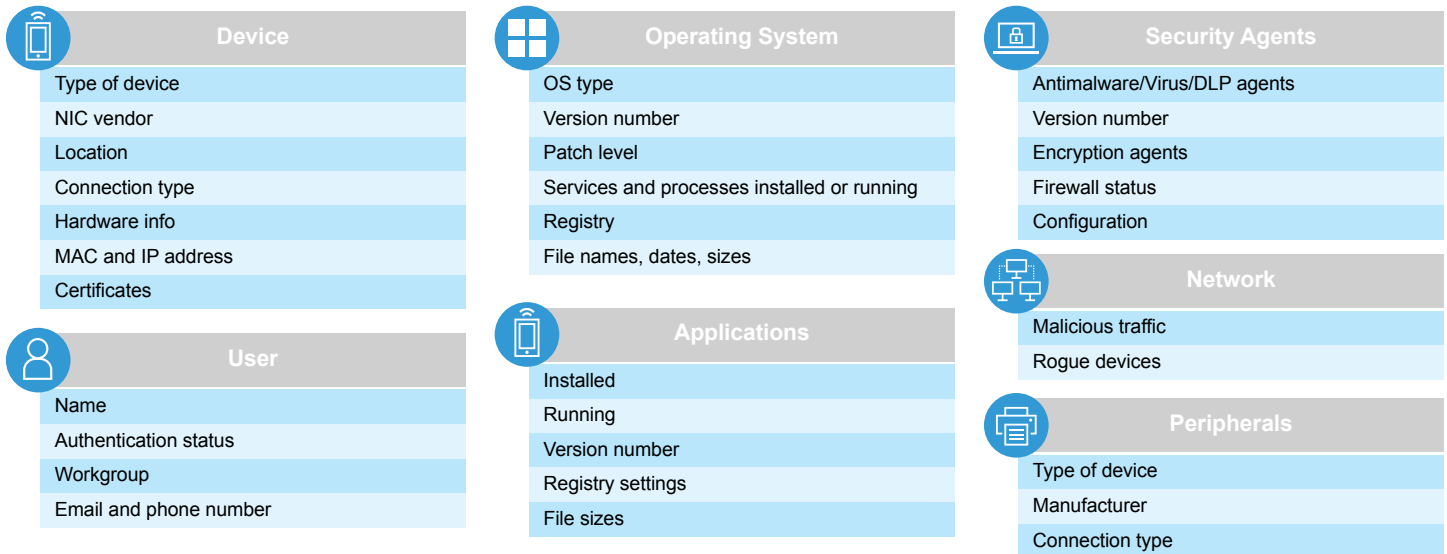 Device
Type of device
NIC vendor
Location
Connection type
Hardware info
MAC and IP address
Certificates
User
Name
Authentication status
Workgroup
Email and phone number
Operating System
OS type
Version number
Patch level
Services and processes installed or running
Registry
File names, dates, sizes
Applications
Installed
Running
Version number
Registry settings
File sizes
Security Agents
Antimalware/Virus/DLP agents
Version number
Encryption agents
Firewall status
Configuration
Network
Malicious traffic
Rogue devices
Peripherals
Type of device
Manufacturer
Connection type